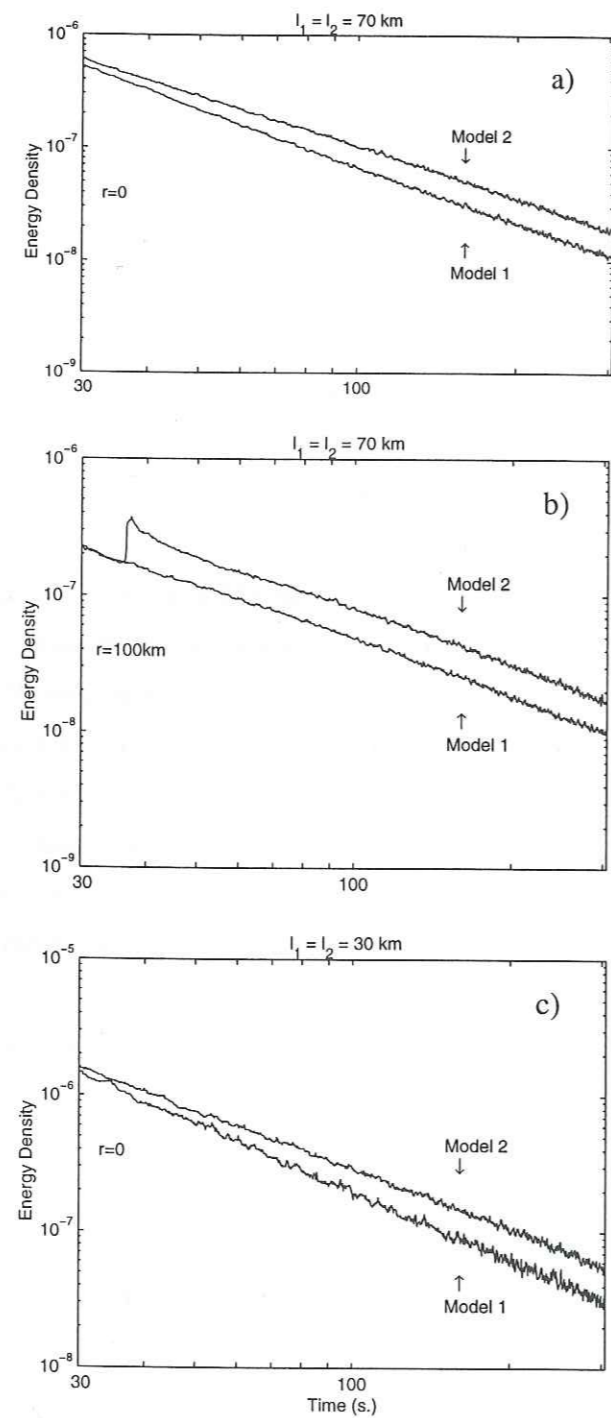 l1 = l2 = 70 km
10^-6
a)
10^-7
Model 2
↓
Energy Density
r=0
10^-8
↑
Model 1
10^-9
30
100
l1 = l2 = 70 km
10^-6
b)
10^-7
Model 2
↓
Energy Density
r=100km
10^-8
↑
Model 1
10^-9
30
100
l1 = l2 = 30 km
10^-5
c)
10^-6
Model 2
↓
Energy Density
r=0
10^-7
↑
Model 1
10^-8
30
100
Time (s.)